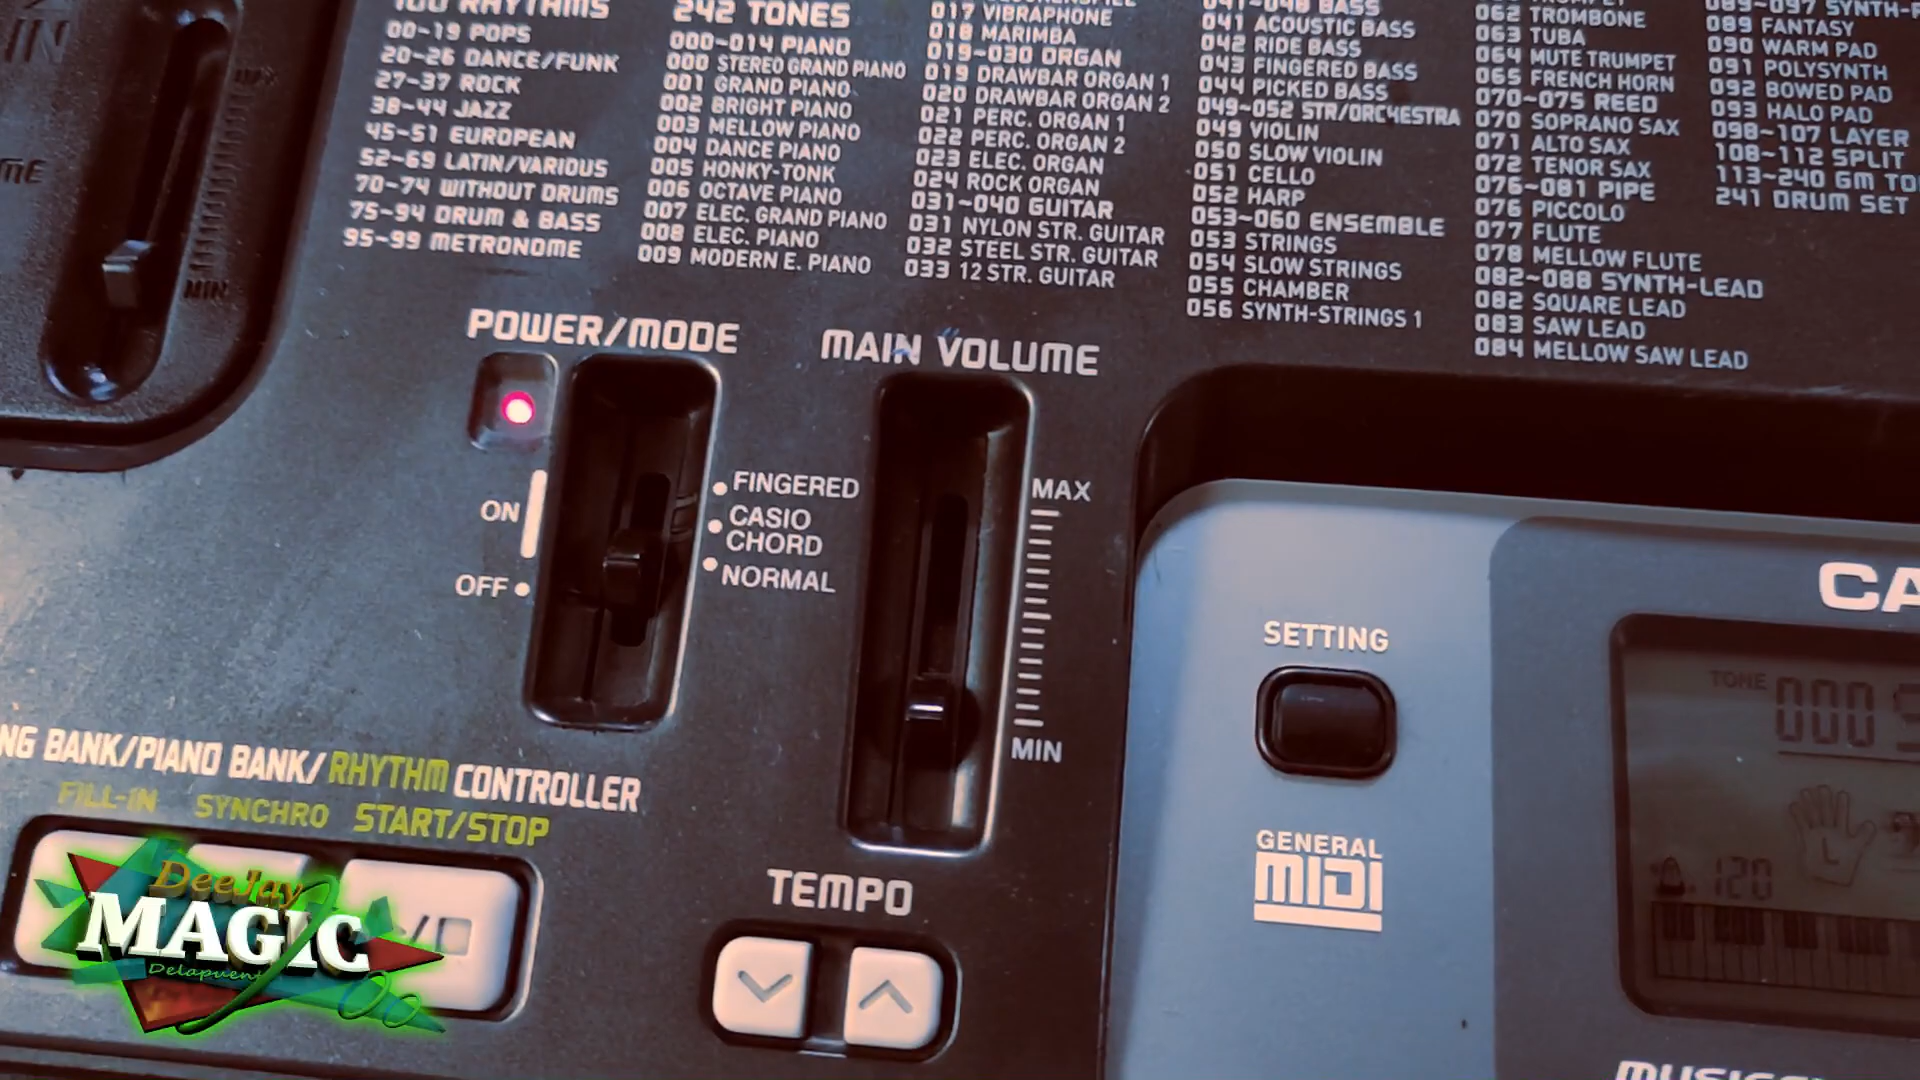 IN
MIN
100 RHYTHMS
00-19 POPS
20-26 DANCE/FUNK
27-37 ROCK
38-44 JAZZ
45-51 EUROPEAN
52-69 LATIN/VARIOUS
70-74 WITHOUT DRUMS
75-94 DRUM & BASS
95-99 METRONOME
242 TONES
000~014 PIANO
000 STEREO GRAND PIANO
001 GRAND PIANO
002 BRIGHT PIANO
003 MELLOW PIANO
004 DANCE PIANO
005 HONKY-TONK
006 OCTAVE PIANO
007 ELEC. GRAND PIANO
008 ELEC. PIANO
009 MODERN E. PIANO
017 VIBRAPHONE
018 MARIMBA
019~030 ORGAN
019 DRAWBAR ORGAN 1
020 DRAWBAR ORGAN 2
021 PERC. ORGAN 1
022 PERC. ORGAN 2
023 ELEC. ORGAN
024 ROCK ORGAN
031~040 GUITAR
031 NYLON STR. GUITAR
032 STEEL STR. GUITAR
033 12 STR. GUITAR
041~048 BASS
041 ACOUSTIC BASS
042 RIDE BASS
043 FINGERED BASS
044 PICKED BASS
049~052 STR/ORCHESTRA
049 VIOLIN
050 SLOW VIOLIN
051 CELLO
052 HARP
053~060 ENSEMBLE
053 STRINGS
054 SLOW STRINGS
055 CHAMBER
056 SYNTH-STRINGS 1
062 TROMBONE
063 TUBA
064 MUTE TRUMPET
065 FRENCH HORN
070~075 REED
070 SOPRANO SAX
071 ALTO SAX
072 TENOR SAX
076~081 PIPE
076 PICCOLO
077 FLUTE
078 MELLOW FLUTE
082~088 SYNTH-LEAD
082 SQUARE LEAD
083 SAW LEAD
084 MELLOW SAW LEAD
089~097 SYNTH-P
089 FANTASY
090 WARM PAD
091 POLYSYNTH
092 BOWED PAD
093 HALO PAD
098~107 LAYER
108~112 SPLIT
113~240 GM TO
241 DRUM SET
POWER/MODE
ON
OFF
FINGERED
CASIO
CHORD
NORMAL
MAIN VOLUME
MAX
MIN
SETTING
GENERAL
MIDI
CA
TONE 000
120
L
NG BANK/PIANO BANK/RHYTHM CONTROLLER
FILL-IN SYNCHRO START/STOP
TEMPO
DeeJay
MAGIC